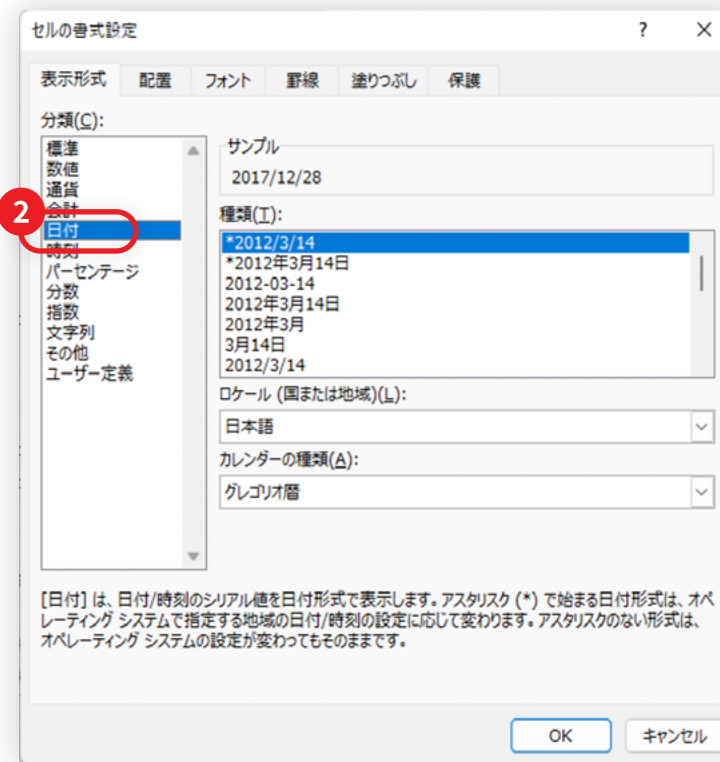 セルの書式設定
?
×
表示形式 配置 フォント 罫線 塗りつぶし 保護
分類(C):
標準
数値
通貨
会計
2
日付
時刻
パーセンテージ
分数
指数
文字列
その他
ユーザー定義
サンプル
2017/12/28
種類(T):
*2012/3/14
*2012年3月14日
2012-03-14
2012年3月14日
2012年3月
3月14日
2012/3/14
ロケール (国または地域)(L):
日本語
カレンダーの種類(A):
グレゴリオ暦
[日付] は、日付/時刻のシリアル値を日付形式で表示します。アスタリスク (*) で始まる日付形式は、オペ
レーティング システムで指定する地域の日付/時刻の設定に応じて変わります。アスタリスクのない形式は、
オペレーティング システムの設定が変わってもそのままです。
OK キャンセル